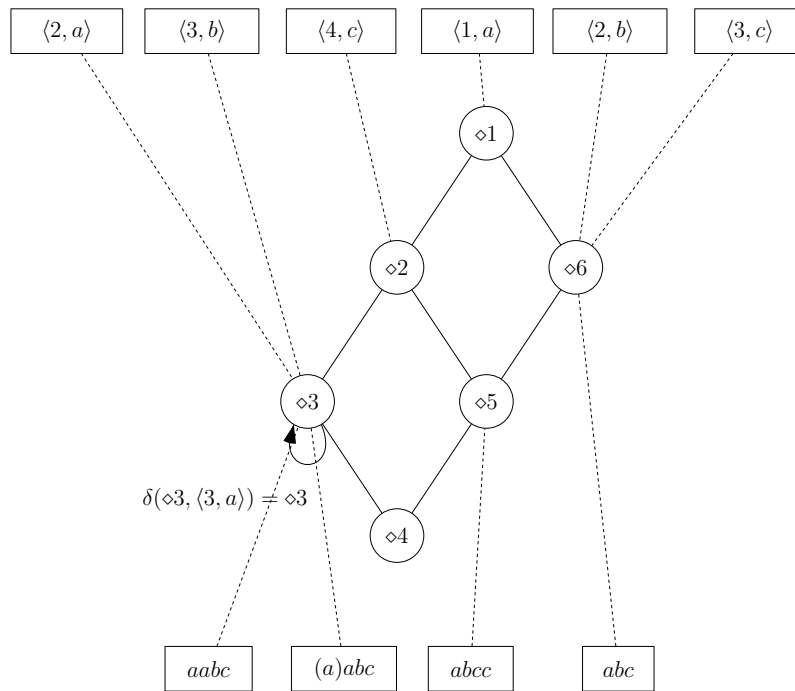 ⟨2, a⟩ ⟨3, b⟩ ⟨4, c⟩ ⟨1, a⟩ ⟨2, b⟩ ⟨3, c⟩
⋄1
⋄2 ⋄6
⋄3 ⋄5
δ(⋄3, ⟨3, a⟩) = ⋄3
⋄4
aabc (a)abc abcc abc